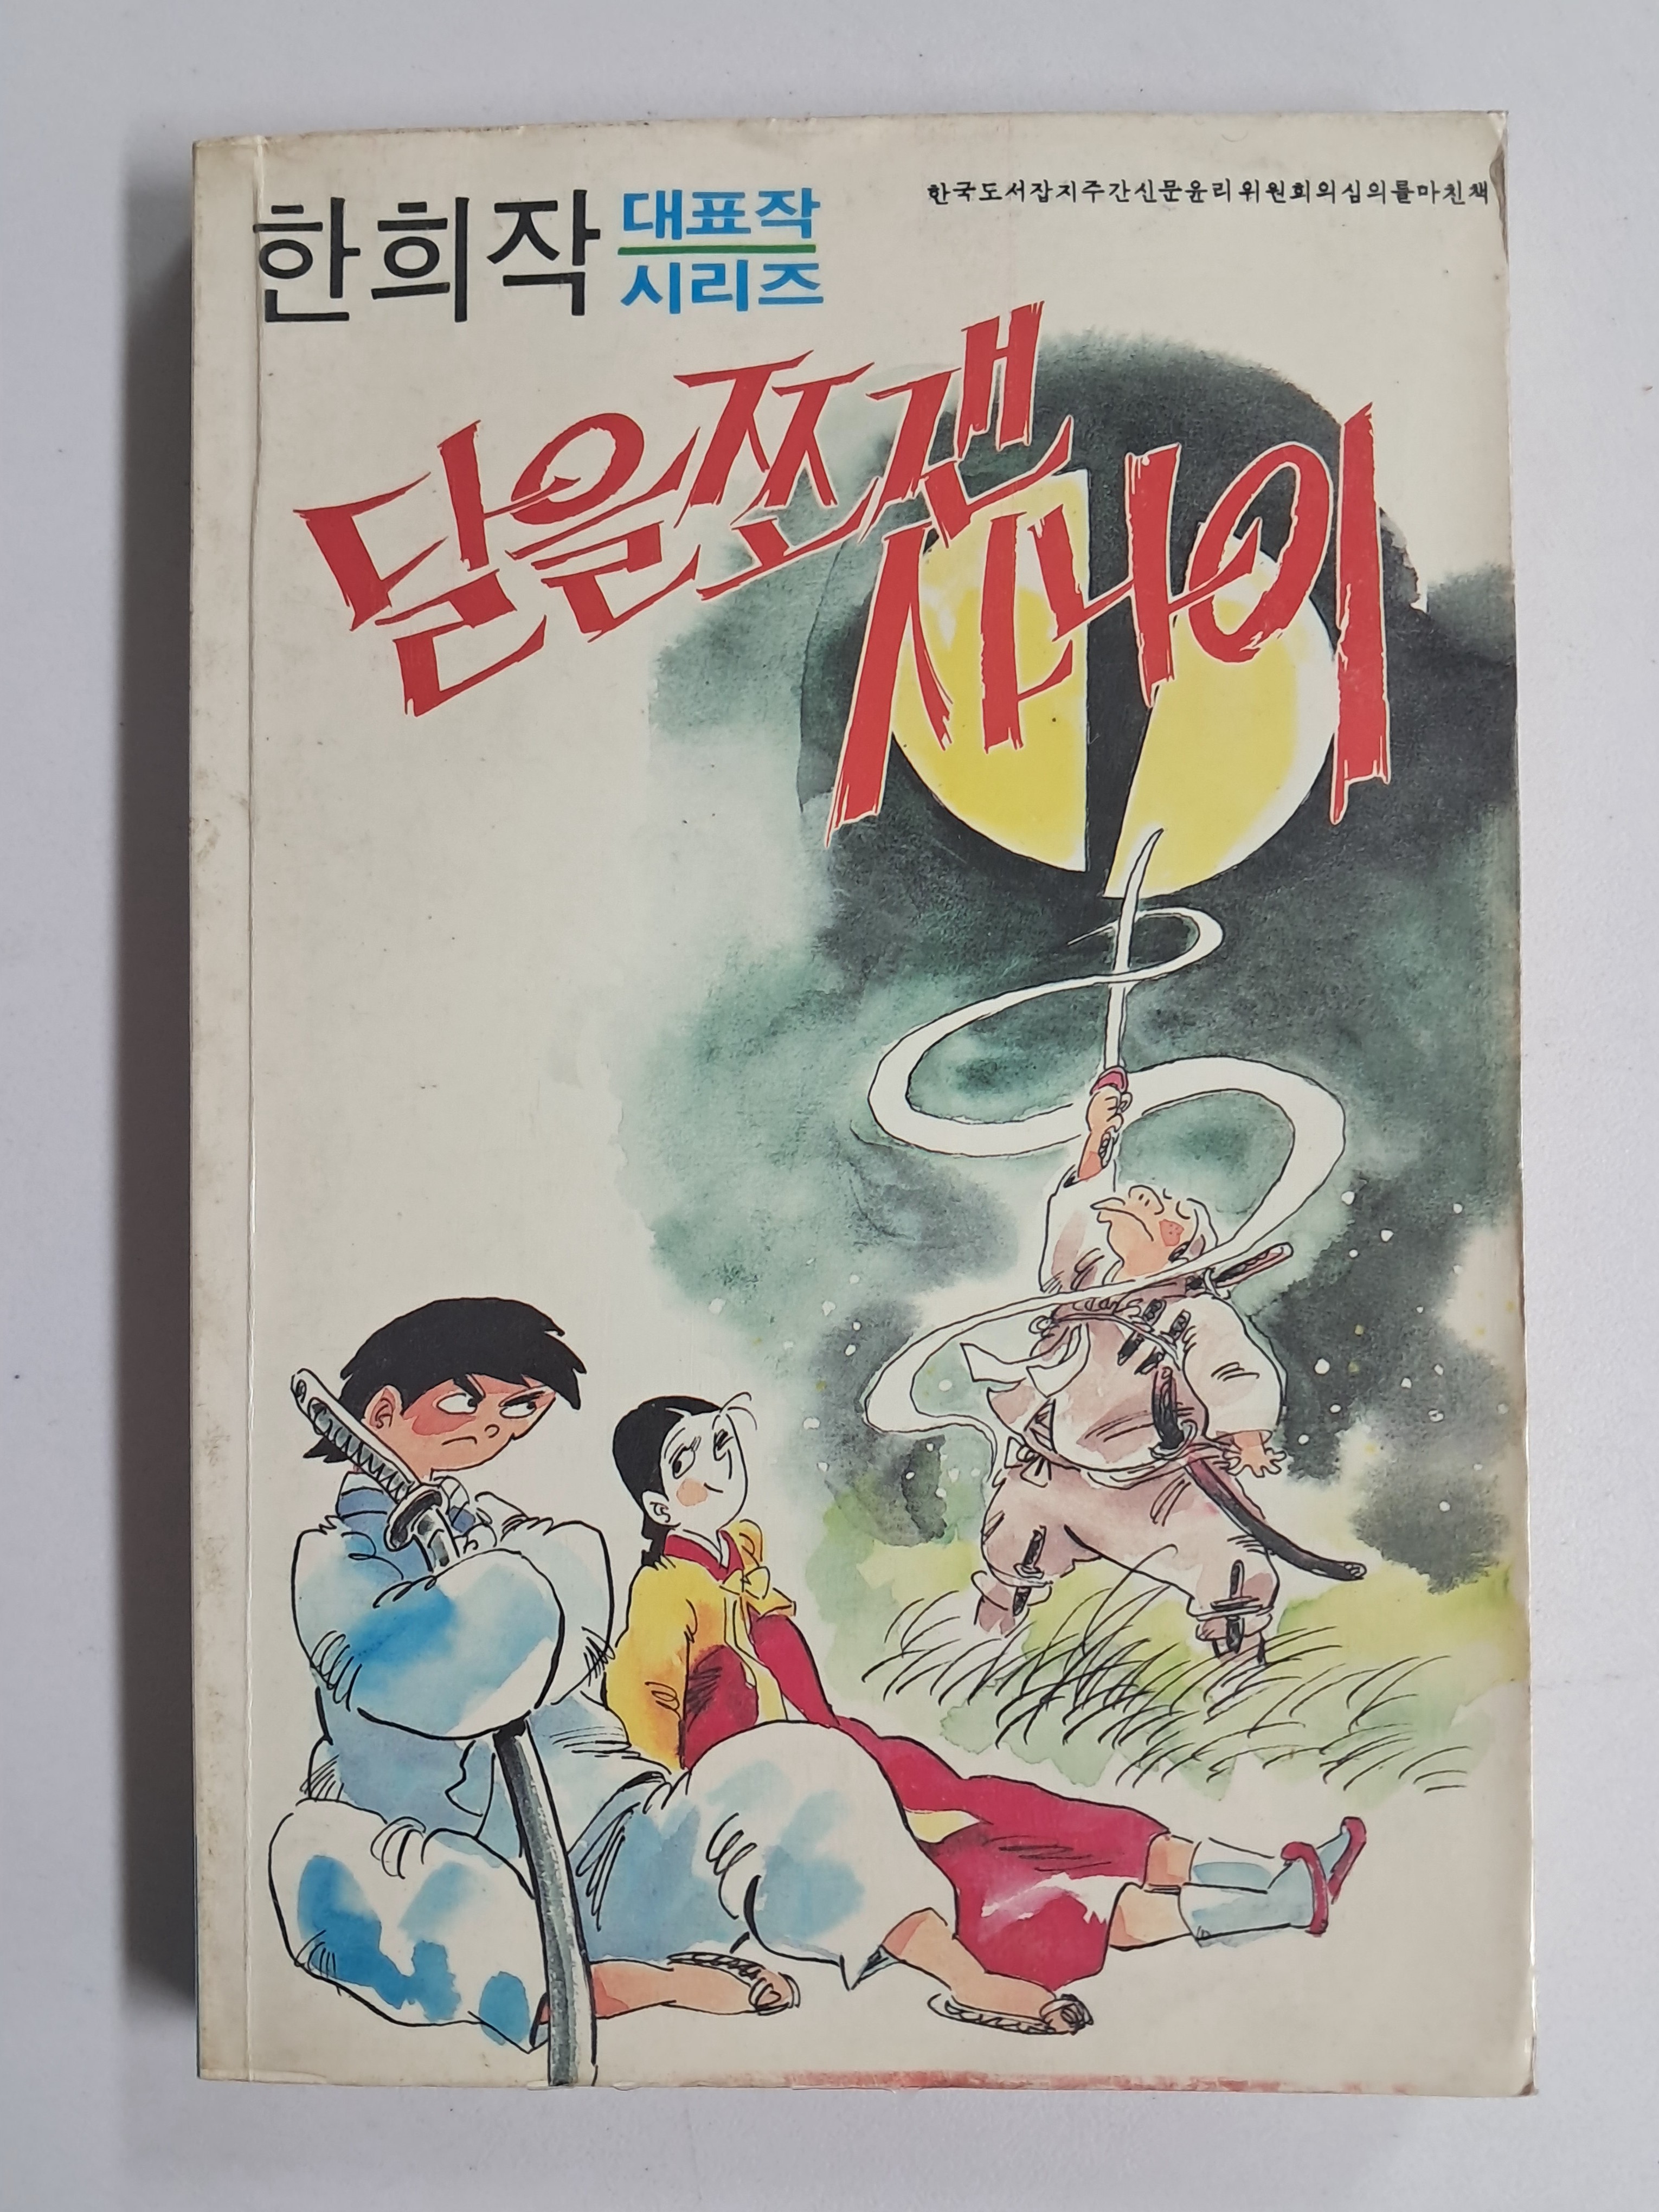 한국도서잡지주간신문윤리위원회의심의를마친책
한희작
대표작
시리즈
달을쪼갠
사나이